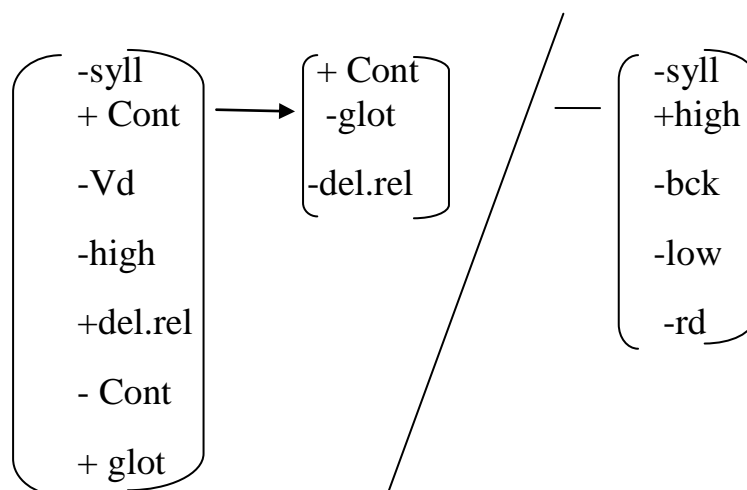 -syll
+ Cont
-Vd
-high
+del.rel
- Cont
+ glot
+ Cont
-glot
-del.rel
-syll
+high
-bck
-low
-rd